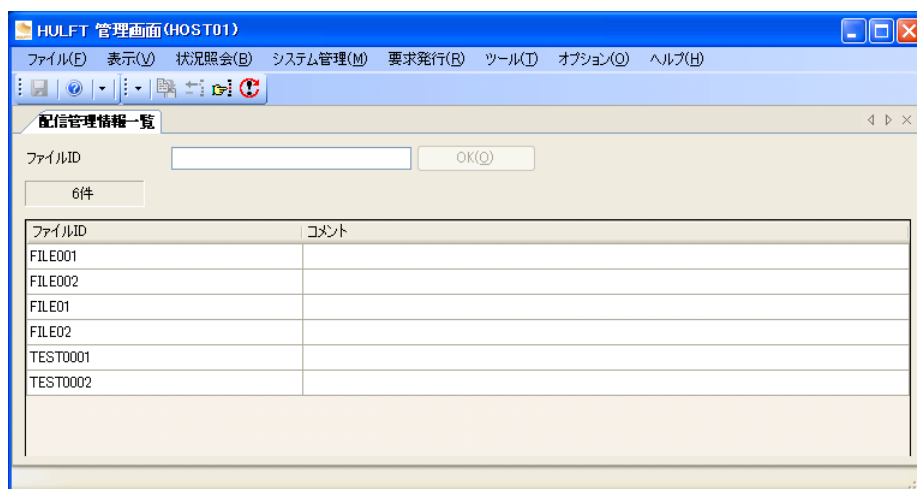 HULFT 管理画面(HOST01)
ファイル(F) 表示(V) 状況照会(B) システム管理(M) 要求発行(R) ツール(T) オプション(O) ヘルプ(H)
配信管理情報一覧
ファイルID OK(O)
6件
ファイルID コメント
FILE001
FILE002
FILE01
FILE02
TEST0001
TEST0002